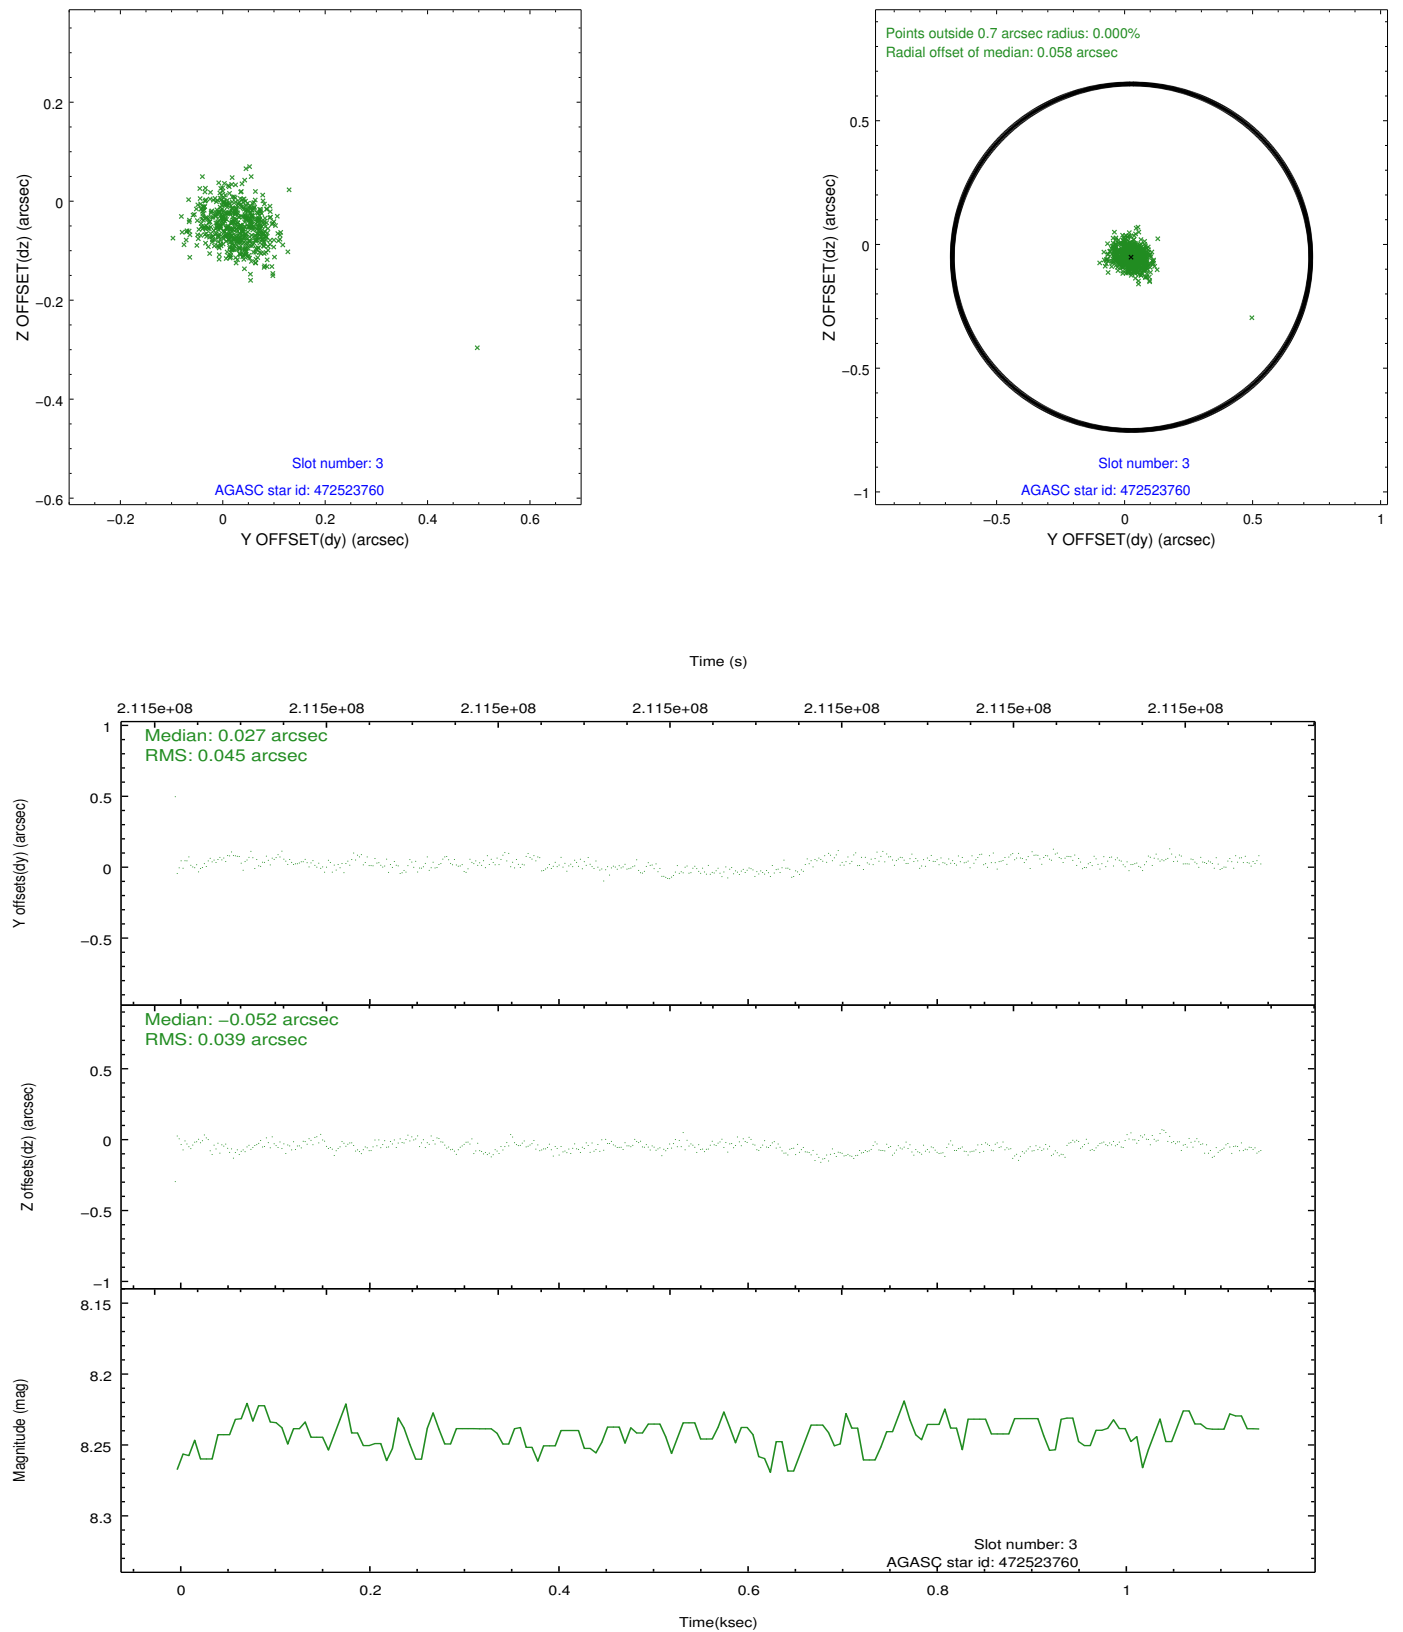 0.2
0
−0.2
−0.4
−0.6
Z OFFSET(dz) (arcsec)
Slot number: 3
AGASC star id: 472523760
−0.2
0
0.2
0.4
0.6
Y OFFSET(dy) (arcsec)
Points outside 0.7 arcsec radius: 0.000%
Radial offset of median: 0.058 arcsec
0.5
0
−0.5
−1
Z OFFSET(dz) (arcsec)
Slot number: 3
AGASC star id: 472523760
−0.5
0
0.5
1
Y OFFSET(dy) (arcsec)
Time (s)
2.115e+08
2.115e+08
2.115e+08
2.115e+08
2.115e+08
2.115e+08
2.115e+08
Median: 0.027 arcsec
RMS: 0.045 arcsec
1
0.5
0
−0.5
Y offsets(dy) (arcsec)
Median: −0.052 arcsec
RMS: 0.039 arcsec
0.5
0
−0.5
−1
Z offsets(dz) (arcsec)
8.15
8.2
8.25
8.3
Magnitude (mag)
Slot number: 3
AGASC star id: 472523760
0
0.2
0.4
0.6
0.8
1
Time(ksec)